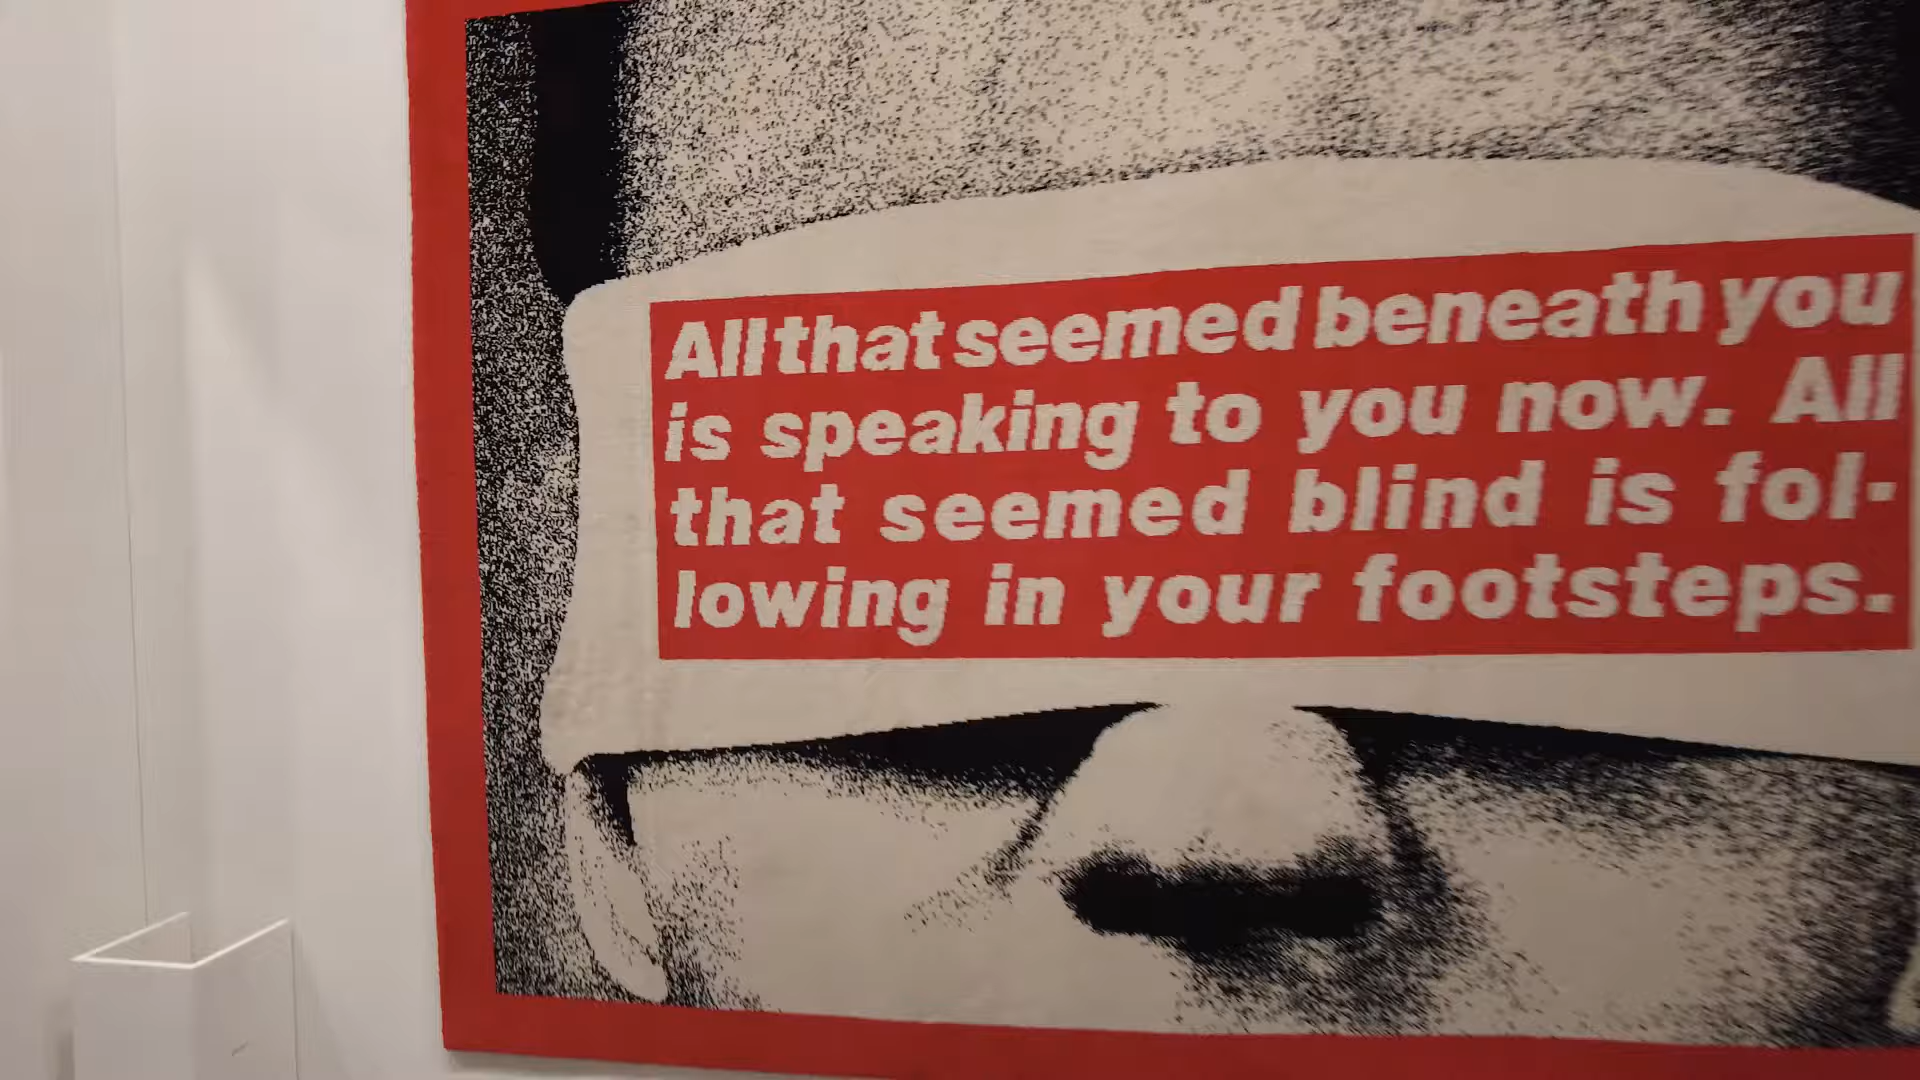 All that seemed beneath you
is speaking to you now. All
that seemed blind is fol-
lowing in your footsteps.